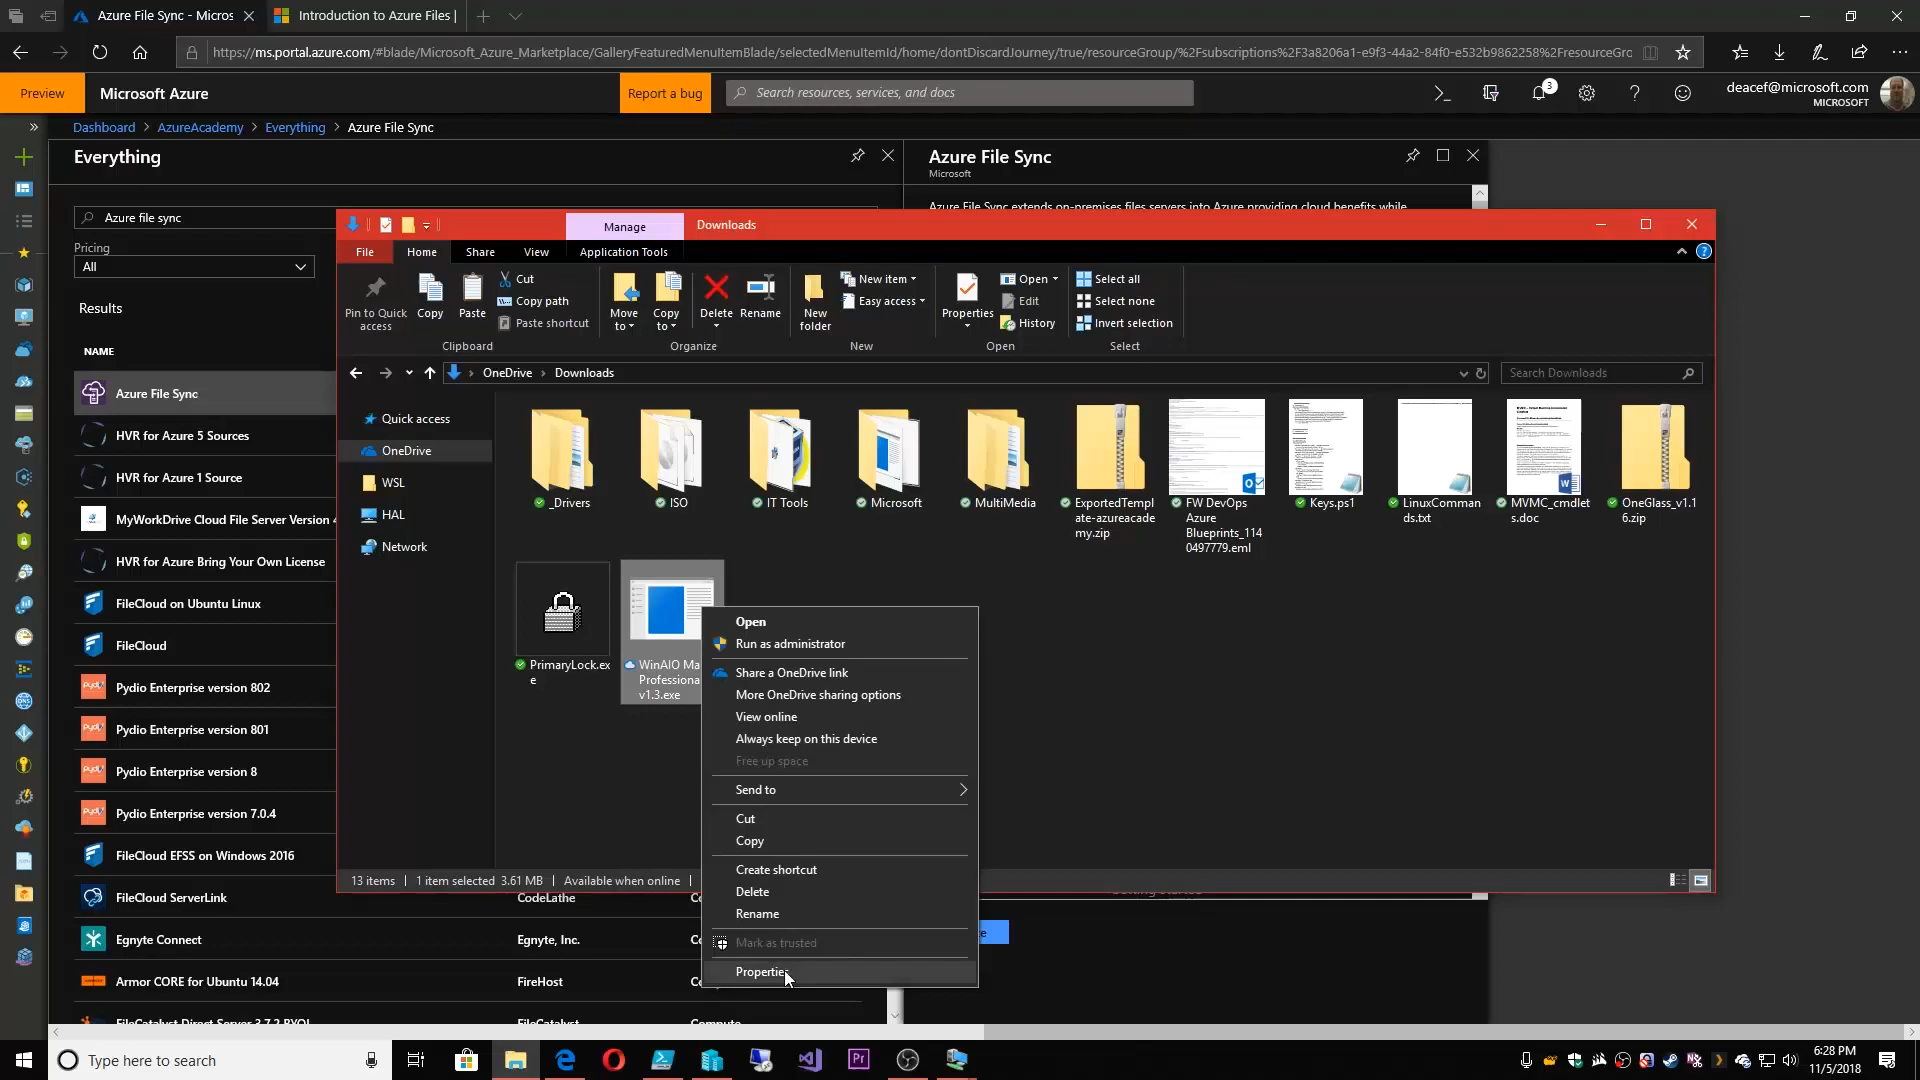 Azure File Sync - Micros
Introduction to Azure Files |
https://ms.portal.azure.com/#blade/Microsoft_Azure_Marketplace/GalleryFeaturedMenuItemBlade/selectedMenuItemId/home/dontDiscardJourney/true/resourceGroup/%2Fsubscriptions%2F3a8206a1-e9f3-44a2-84f0-e532b9862258%2FresourceGro
Preview
Microsoft Azure
Report a bug
Search resources, services, and docs
3
deacef@microsoft.com
MICROSOFT
Dashboard > AzureAcademy > Everything > Azure File Sync
Everything
Azure File Sync
Microsoft
Azure File Sync extends on-premises files servers into Azure providing cloud benefits while
Azure file sync
Pricing
All
Results
NAME
Azure File Sync
HVR for Azure 5 Sources
HVR for Azure 1 Source
MyWorkDrive Cloud File Server Version 4
HVR for Azure Bring Your Own License
FileCloud on Ubuntu Linux
FileCloud
Pydio Enterprise version 802
Pydio Enterprise version 801
Pydio Enterprise version 8
Pydio Enterprise version 7.0.4
FileCloud EFSS on Windows 2016
FileCloud ServerLink
CodeLathe
Egnyte Connect
Egnyte, Inc.
Armor CORE for Ubuntu 14.04
FireHost
FileCatalyst Direct Server 3.7.2 BYOL
FileCatalyst
Compute
Manage
Downloads
File
Home
Share
View
Application Tools
Pin to Quick
access
Copy
Paste
Cut
Copy path
Paste shortcut
Clipboard
Move
to
Copy
to
Delete
Rename
Organize
New
folder
New item
Easy access
New
Properties
Open
Edit
History
Open
Select all
Select none
Invert selection
Select
OneDrive > Downloads
Search Downloads
Quick access
OneDrive
WSL
HAL
Network
_Drivers
ISO
IT Tools
Microsoft
MultiMedia
ExportedTempl
ate-azureacade
my.zip
FW DevOps
Azure
Blueprints_114
0497779.eml
Keys.ps1
LinuxComman
ds.txt
MVMC_cmdlet
s.doc
OneGlass_v1.1
6.zip
PrimaryLock.ex
e
WinAIO Ma
Professiona
v1.3.exe
Open
Run as administrator
Share a OneDrive link
More OneDrive sharing options
View online
Always keep on this device
Free up space
Send to
Cut
Copy
Create shortcut
Delete
Rename
Mark as trusted
Properties
13 items
1 item selected 3.61 MB
Available when online
Type here to search
Pr
6:28 PM
11/5/2018